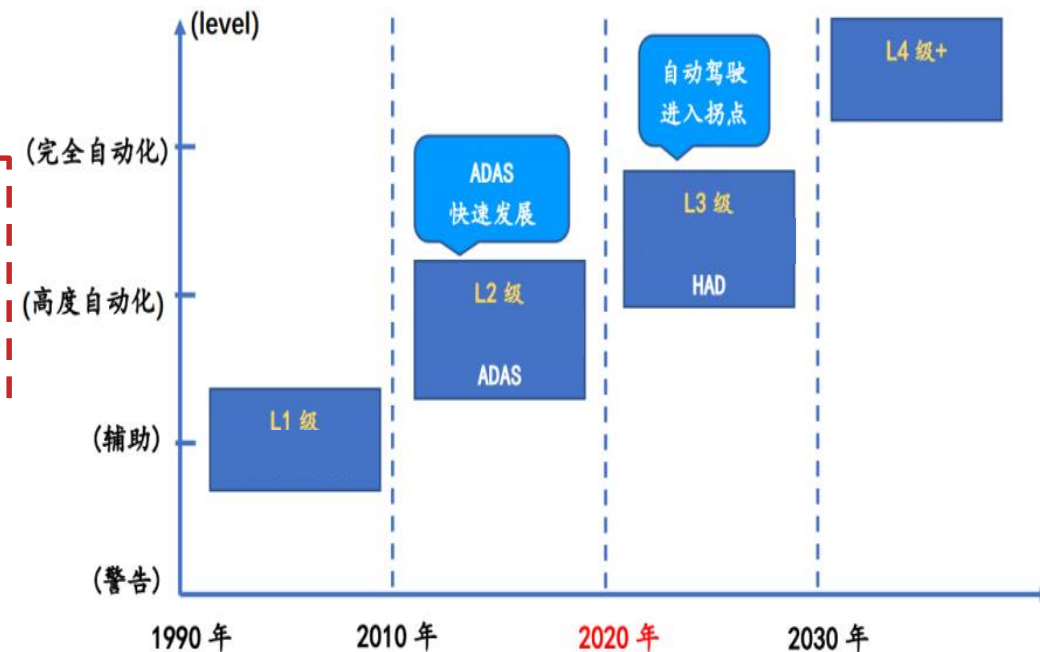 (level)
L4 级+
自动驾驶
进入拐点
(完全自动化)
ADAS
快速发展
L3 级
HAD
L2 级
(高度自动化)
ADAS
L1 级
(辅助)
(警告)
1990 年
2010 年
2020 年
2030 年